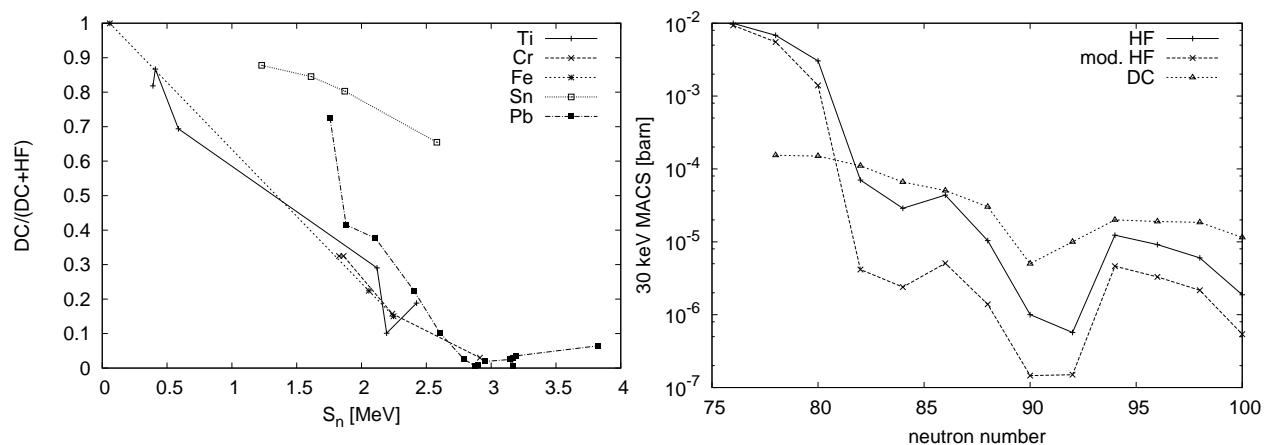 DC/(DC+HF)
1
0.9
0.8
0.7
0.6
0.5
0.4
0.3
0.2
0.1
0
0 0.5 1 1.5 2 2.5 3 3.5 4
S_n [MeV]
Ti
Cr
Fe
Sn
Pb
30 keV MACS [barn]
10^-2
10^-3
10^-4
10^-5
10^-6
10^-7
75 80 85 90 95 100
neutron number
HF
mod. HF
DC